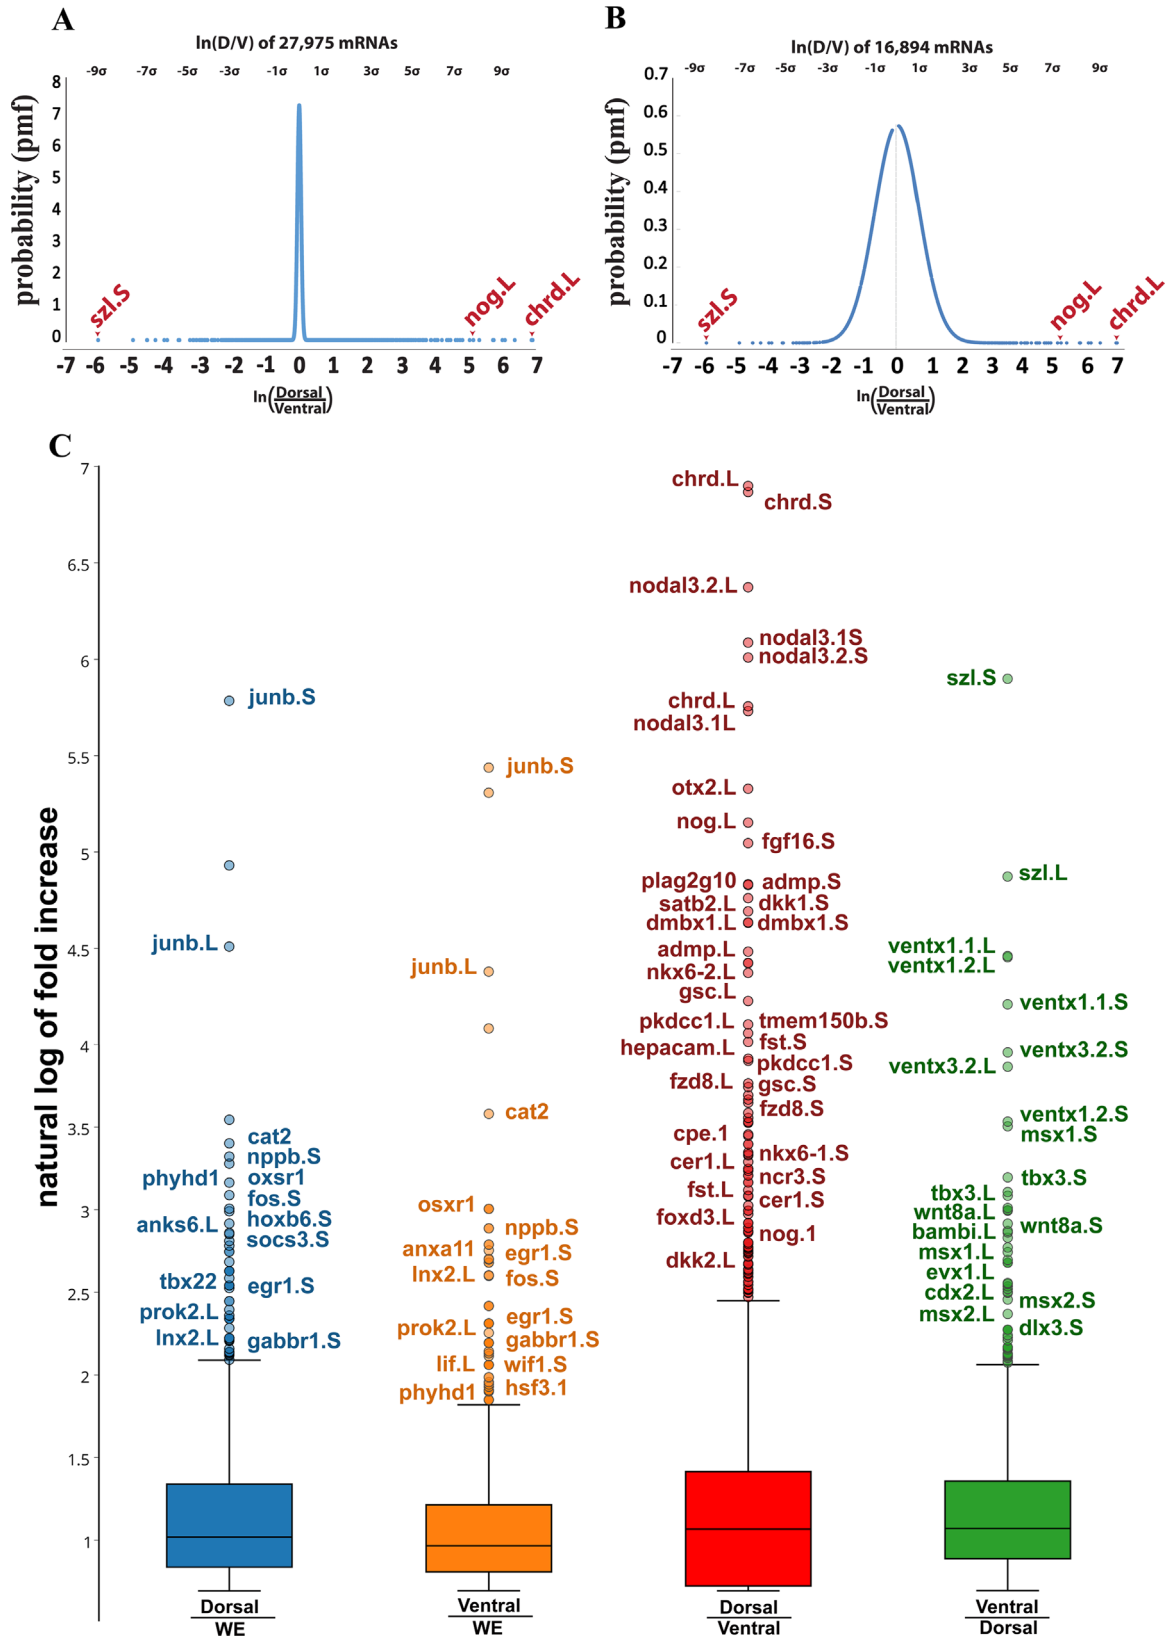 A
ln(D/V) of 27,975 mRNAs
-9σ -7σ -5σ -3σ -1σ 1σ 3σ 5σ 7σ 9σ
probability (pmf)
8
7
6
5
4
3
2
1
0
szl.S
nog.L
chrd.L
-7 -6 -5 -4 -3 -2 -1 0 1 2 3 4 5 6 7
ln(Dorsal
Ventral)
B
ln(D/V) of 16,894 mRNAs
-9σ -7σ -5σ -3σ -1σ 1σ 3σ 5σ 7σ 9σ
probability (pmf)
0.7
0.6
0.5
0.4
0.3
0.2
0.1
0
szl.S
nog.L
chrd.L
-7 -6 -5 -4 -3 -2 -1 0 1 2 3 4 5 6 7
ln(Dorsal
Ventral)
C
natural log of fold increase
7
6.5
6
5.5
5
4.5
4
3.5
3
2.5
2
1.5
1
junb.S
junb.L
cat2
nppb.S
phyhd1
oxsr1
fos.S
hoxb6.S
anks6.L
socs3.S
tbx22
egr1.S
prok2.L
lnx2.L
gabbr1.S
Dorsal
WE
junb.S
junb.L
cat2
osxr1
nppb.S
anxa11
egr1.S
lnx2.L
fos.S
egr1.S
prok2.L
gabbr1.S
lif.L
wif1.S
hsf3.1
phyhd1
Ventral
WE
chrd.L
chrd.S
nodal3.2.L
nodal3.1S
nodal3.2.S
chrd.L
nodal3.1L
otx2.L
nog.L
fgf16.S
plag2g10
admp.S
satb2.L
dkk1.S
dmbx1.L
dmbx1.S
admp.L
nkx6-2.L
gsc.L
pkdcc1.L
tmem150b.S
fst.S
hepacam.L
pkdcc1.S
fzd8.L
gsc.S
fzd8.S
cpe.1
nkx6-1.S
cer1.L
ncr3.S
fst.L
cer1.S
foxd3.L
nog.1
dkk2.L
Dorsal
Ventral
szl.S
szl.L
ventx1.1.L
ventx1.2.L
ventx1.1.S
ventx3.2.S
ventx3.2.L
ventx1.2.S
msx1.S
tbx3.S
tbx3.L
wnt8a.L
wnt8a.S
bambi.L
msx1.L
evx1.L
cdx2.L
msx2.S
msx2.L
dlx3.S
Ventral
Dorsal